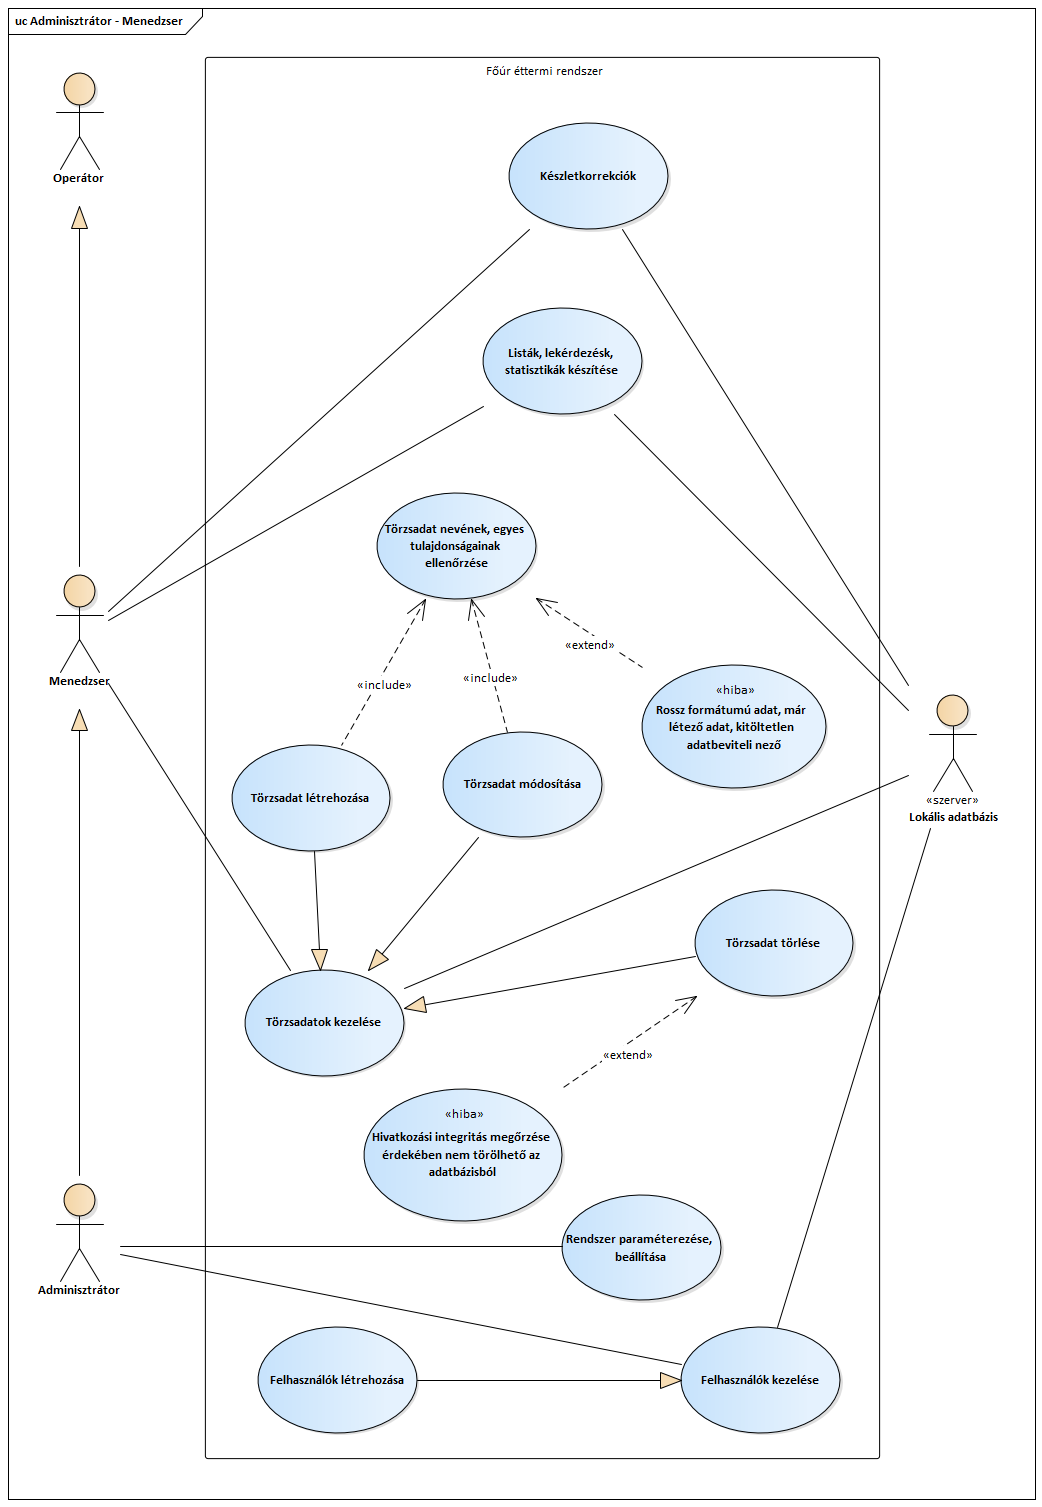 uc Adminisztrátor - Menedzser
Főúr éttermi rendszer
Operátor
Készletkorrekciók
Listák, lekérdezésk,
statisztikák készítése
Törzsadat nevének, egyes
tulajdonságainak
ellenőrzése
«extend»
Menedzser
«include»
«include»
«hiba»
Rossz formátumú adat, már
létező adat, kitöltetlen
adatbeviteli nező
Törzsadat létrehozása
Törzsadat módosítása
«szerver»
Lokális adatbázis
Törzsadat törlése
Törzsadatok kezelése
«extend»
«hiba»
Hivatkozási integritás megőrzése
érdekében nem törölhető az
adatbázisból
Rendszer paraméterezése,
beállítása
Adminisztrátor
Felhasználók létrehozása
Felhasználók kezelése